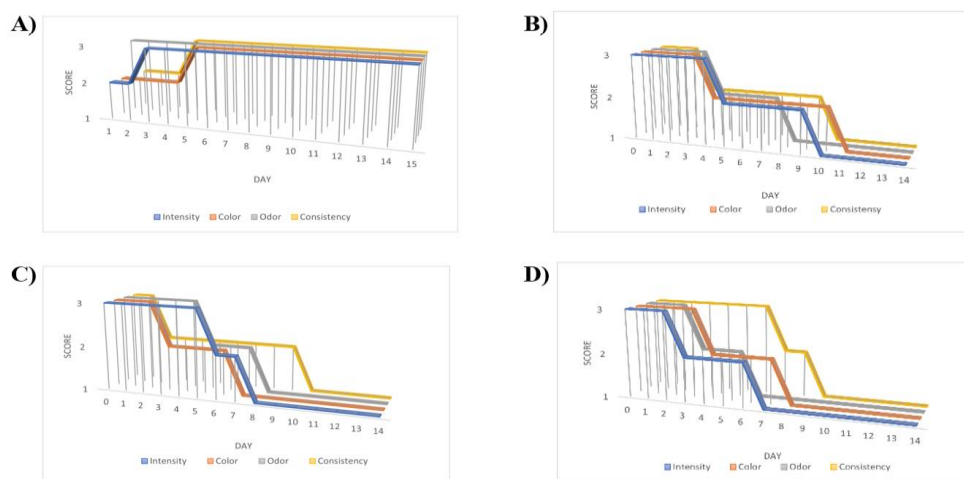 A)
3
2
1
SCORE
1 2 3 4 5 6 7 8 9 10 11 12 13 14 15
DAY
Intensity Color Odor Consistency
B)
3
2
1
SCORE
0 1 2 3 4 5 6 7 8 9 10 11 12 13 14
DAY
Intensity Color Odor Consistensy
C)
3
2
1
SCORE
0 1 2 3 4 5 6 7 8 9 10 11 12 13 14
DAY
Intensity Color Odor Consistency
D)
3
2
1
SCORE
0 1 2 3 4 5 6 7 8 9 10 11 12 13 14
DAY
Intensity Color Odor Consistency